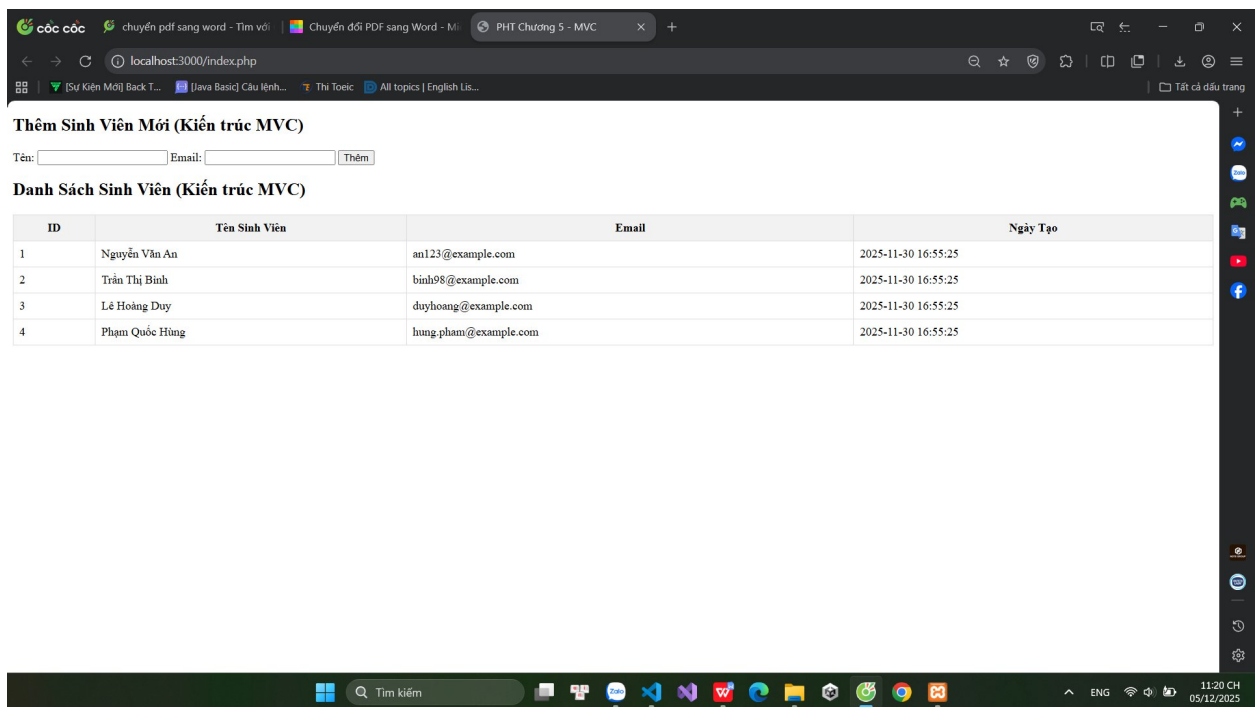 cốc cốc chuyển pdf sang word - Tìm với Chuyển đổi PDF sang Word - Mi PHT Chương 5 - MVC
localhost:3000/index.php
[Sự Kiện Mới] Back T... [Java Basic] Câu lệnh... Thi Toeic All topics | English Lis... Tất cả dấu trang
Thêm Sinh Viên Mới (Kiến trúc MVC)
Tên: Email: Thêm
Danh Sách Sinh Viên (Kiến trúc MVC)
ID Tên Sinh Viên Email Ngày Tạo
1 Nguyễn Văn An an123@example.com 2025-11-30 16:55:25
2 Trần Thị Bình binh98@example.com 2025-11-30 16:55:25
3 Lê Hoàng Duy duyhoang@example.com 2025-11-30 16:55:25
4 Phạm Quốc Hùng hung.pham@example.com 2025-11-30 16:55:25
Zalo
Tìm kiếm Zalo ENG 11:20 CH
05/12/2025